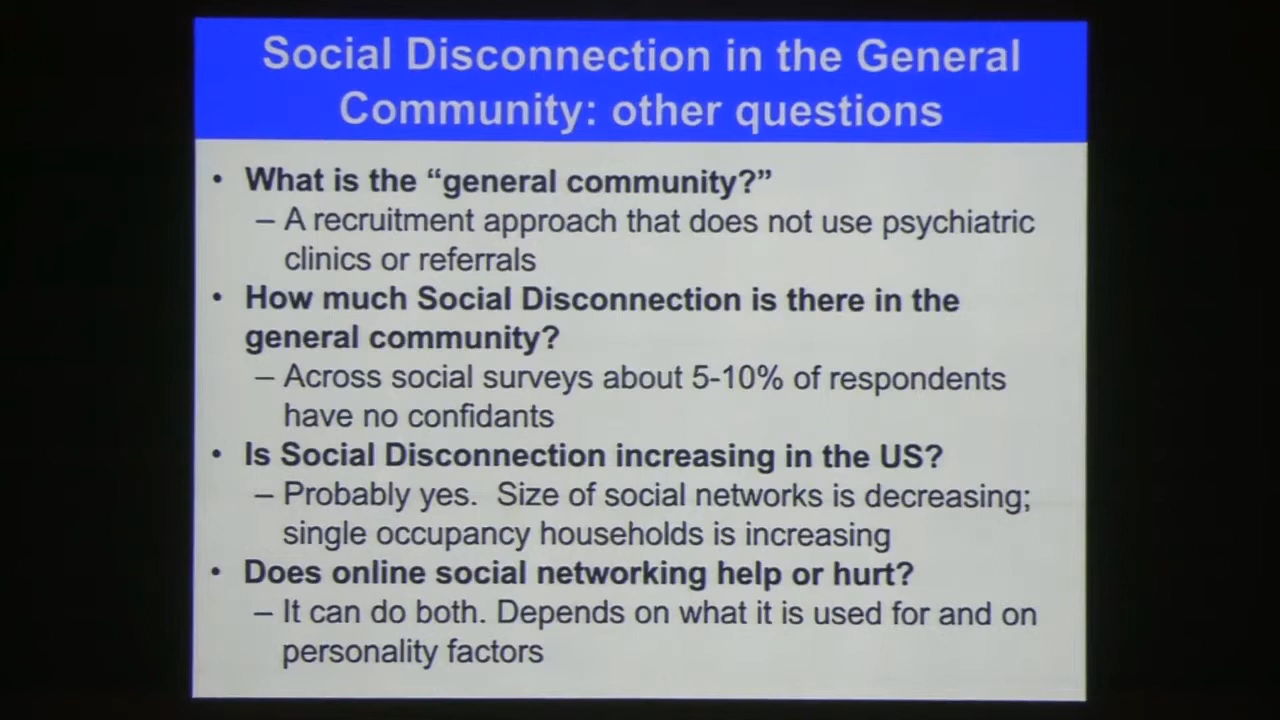 Social Disconnection in the General
Community: other questions
• What is the “general community?”
– A recruitment approach that does not use psychiatric
clinics or referrals
• How much Social Disconnection is there in the
general community?
– Across social surveys about 5-10% of respondents
have no confidants
• Is Social Disconnection increasing in the US?
– Probably yes.  Size of social networks is decreasing;
single occupancy households is increasing
• Does online social networking help or hurt?
– It can do both. Depends on what it is used for and on
personality factors